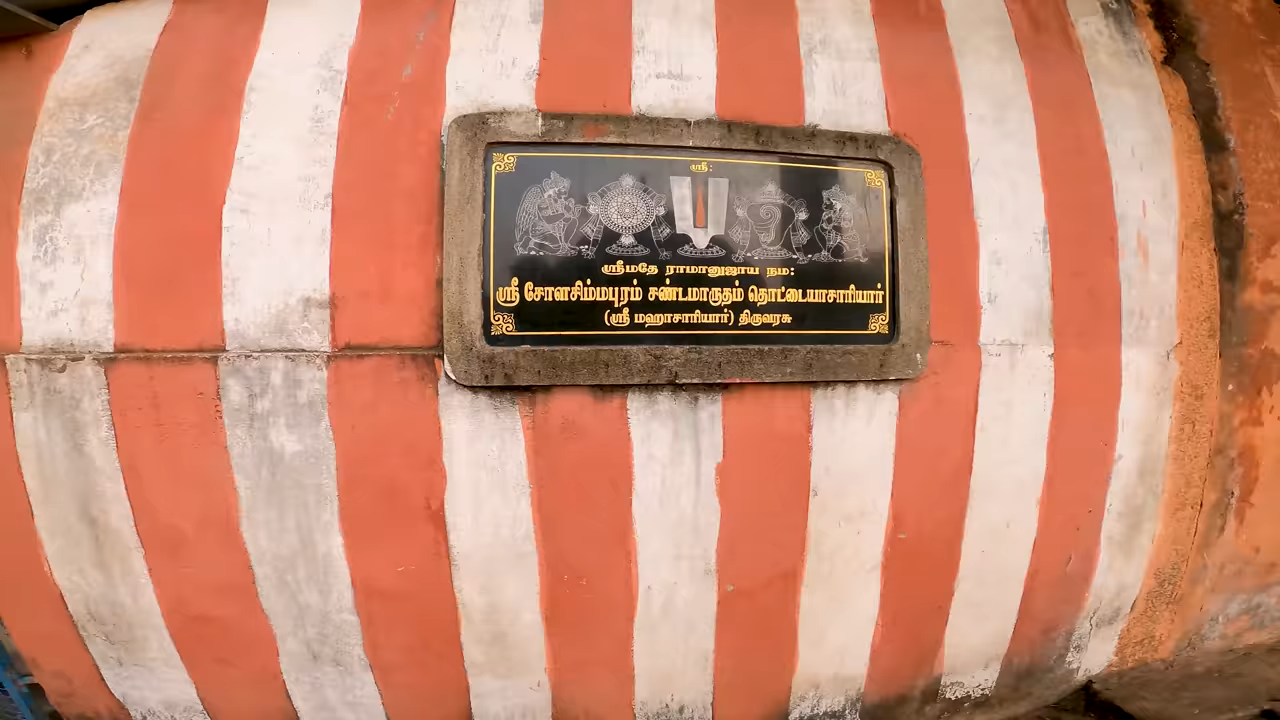 ஸ்ரீ:
ஸ்ரீமதே ராமானுஜாய நம:
ஸ்ரீ சோளசிம்மபுரம் சண்டமாருதம் தொட்டையாசாரியார்
(ஸ்ரீ மஹாசாரியார்) திருவரசு